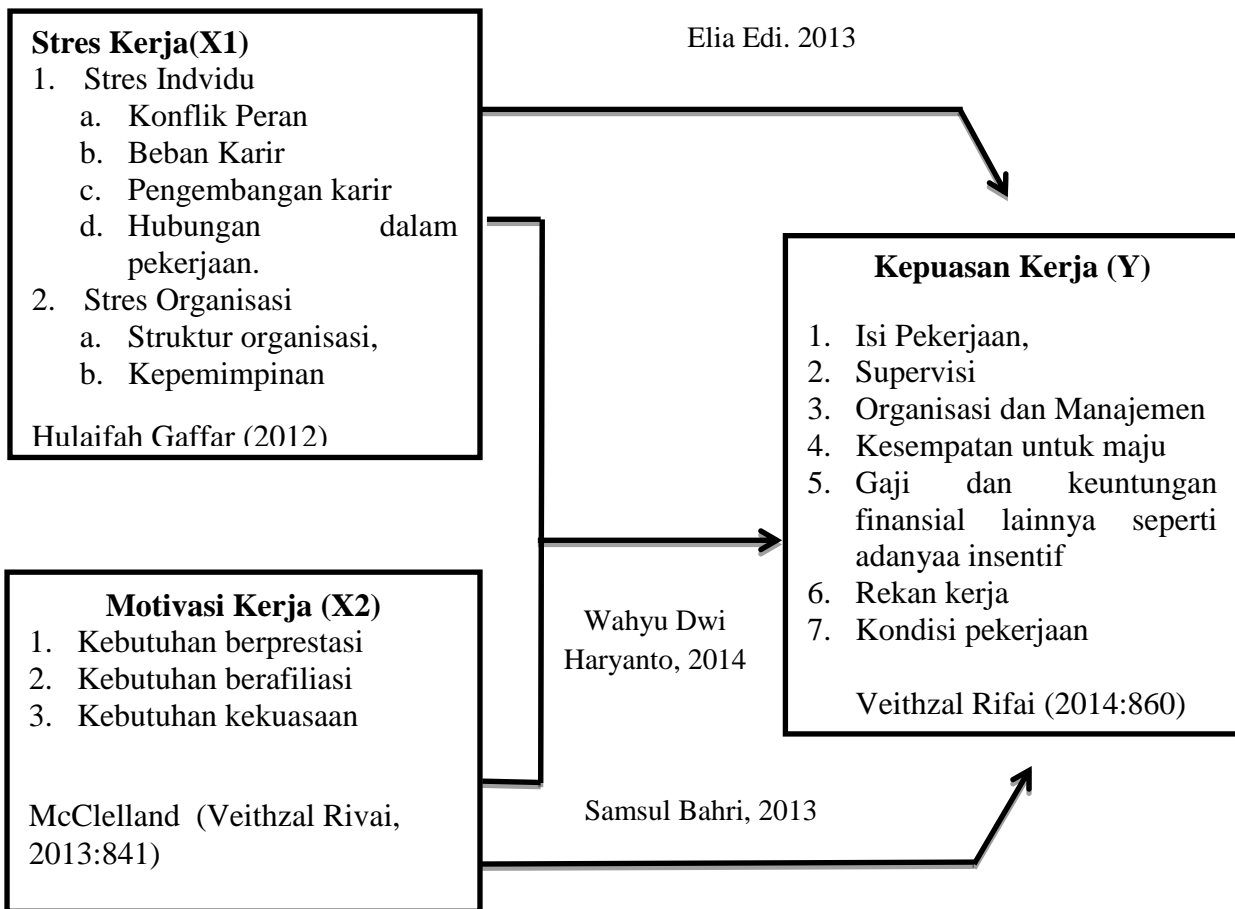 Stres Kerja(X1)
1. Stres Indvidu
a. Konflik Peran
b. Beban Karir
c. Pengembangan karir
d. Hubungan dalam
pekerjaan.
2. Stres Organisasi
a. Struktur organisasi,
b. Kepemimpinan
Hulaifah Gaffar (2012)
Elia Edi. 2013
Kepuasan Kerja (Y)
1. Isi Pekerjaan,
2. Supervisi
3. Organisasi dan Manajemen
4. Kesempatan untuk maju
5. Gaji dan keuntungan
finansial lainnya seperti
adanyaa insentif
6. Rekan kerja
7. Kondisi pekerjaan
Veithzal Rifai (2014:860)
Motivasi Kerja (X2)
1. Kebutuhan berprestasi
2. Kebutuhan berafiliasi
3. Kebutuhan kekuasaan
McClelland (Veithzal Rivai,
2013:841)
Wahyu Dwi
Haryanto, 2014
Samsul Bahri, 2013